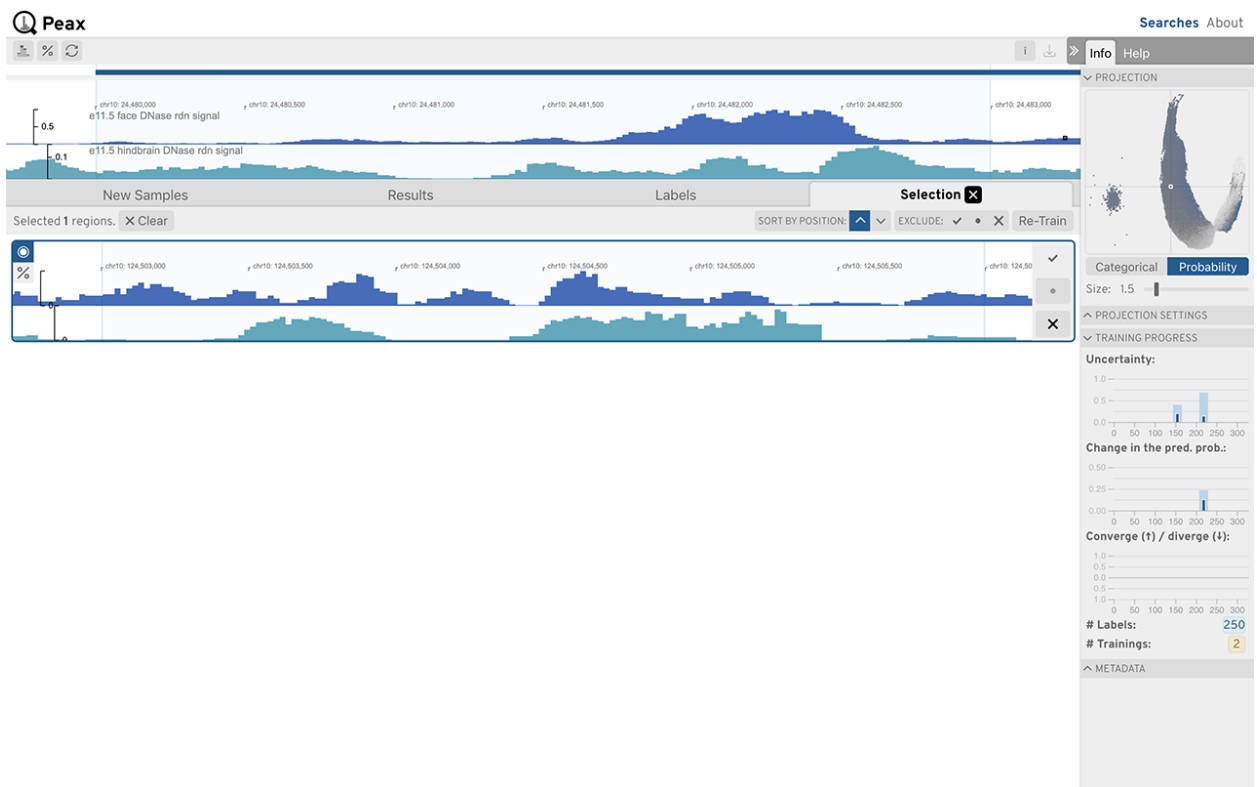 Peax
Searches About
% i Info Help
PROJECTION
chr10: 24,480,000 chr10: 24,480,500 chr10: 24,481,000 chr10: 24,481,500 chr10: 24,482,000 chr10: 24,482,500 chr10: 24,483,000
e11.5 face DNase rdn signal
0.5
e11.5 hindbrain DNase rdn signal
0.1
New Samples Results Labels Selection
Selected 1 regions. Clear SORT BY POSITION: EXCLUDE: Re-Train
%
chr10: 124,503,000 chr10: 124,503,500 chr10: 124,504,000 chr10: 124,504,500 chr10: 124,505,000 chr10: 124,505,500 chr10: 124,50
0
0
Categorical Probability
Size: 1.5
PROJECTION SETTINGS
TRAINING PROGRESS
Uncertainty:
1.0
0.5
0.0
0 50 100 150 200 250 300
Change in the pred. prob.:
0.50
0.25
0.00
0 50 100 150 200 250 300
Converge (↑) / diverge (↓):
1.0
0.5
0.0
0.5
1.0
0 50 100 150 200 250 300
# Labels: 250
# Trainings: 2
METADATA